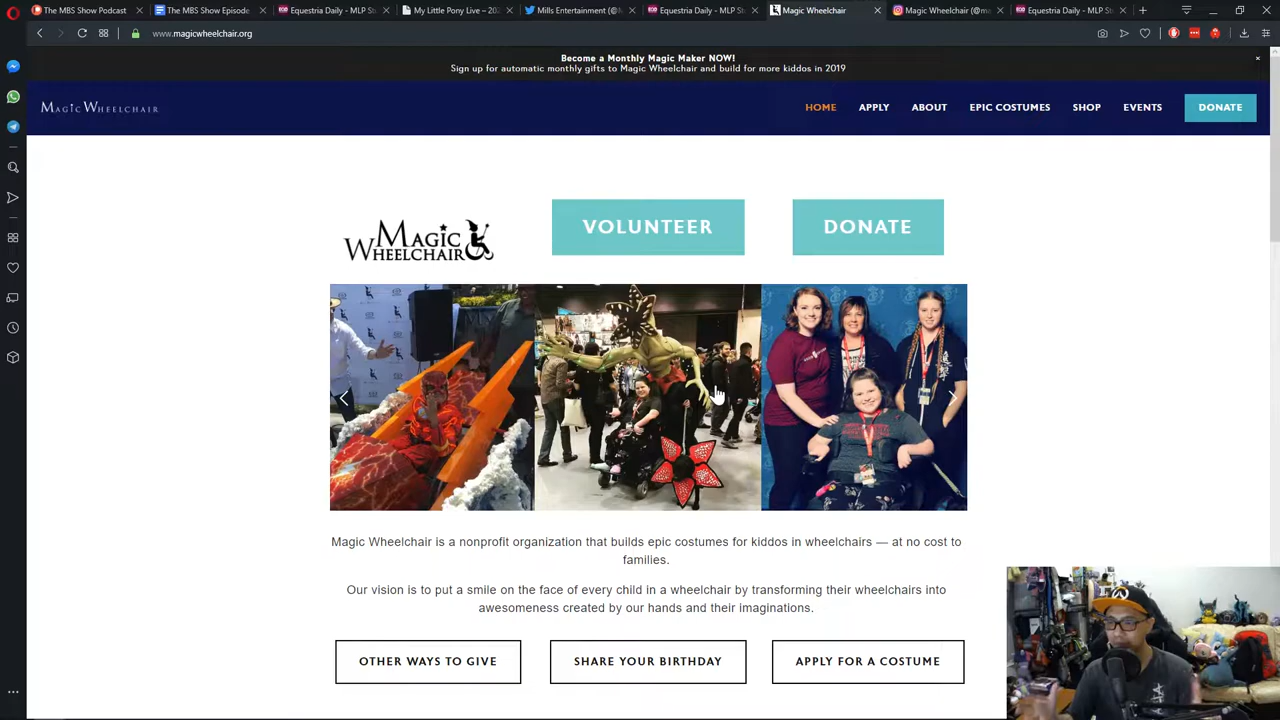 The MBS Show Podcast
The MBS Show Episode
Equestria Daily - MLP St
My Little Pony Live – 202
Mills Entertainment (@M
Equestria Daily - MLP St
Magic Wheelchair
Magic Wheelchair (@ma
Equestria Daily - MLP St
www.magicwheelchair.org
Become a Monthly Magic Maker NOW!
Sign up for automatic monthly gifts to Magic Wheelchair and build for more kiddos in 2019
MAGIC WHEELCHAIR
HOME APPLY ABOUT EPIC COSTUMES SHOP EVENTS DONATE
MAGIC
WHEELCHAIR
VOLUNTEER
DONATE
Magic Wheelchair is a nonprofit organization that builds epic costumes for kiddos in wheelchairs — at no cost to
families.
Our vision is to put a smile on the face of every child in a wheelchair by transforming their wheelchairs into
awesomeness created by our hands and their imaginations.
OTHER WAYS TO GIVE
SHARE YOUR BIRTHDAY
APPLY FOR A COSTUME